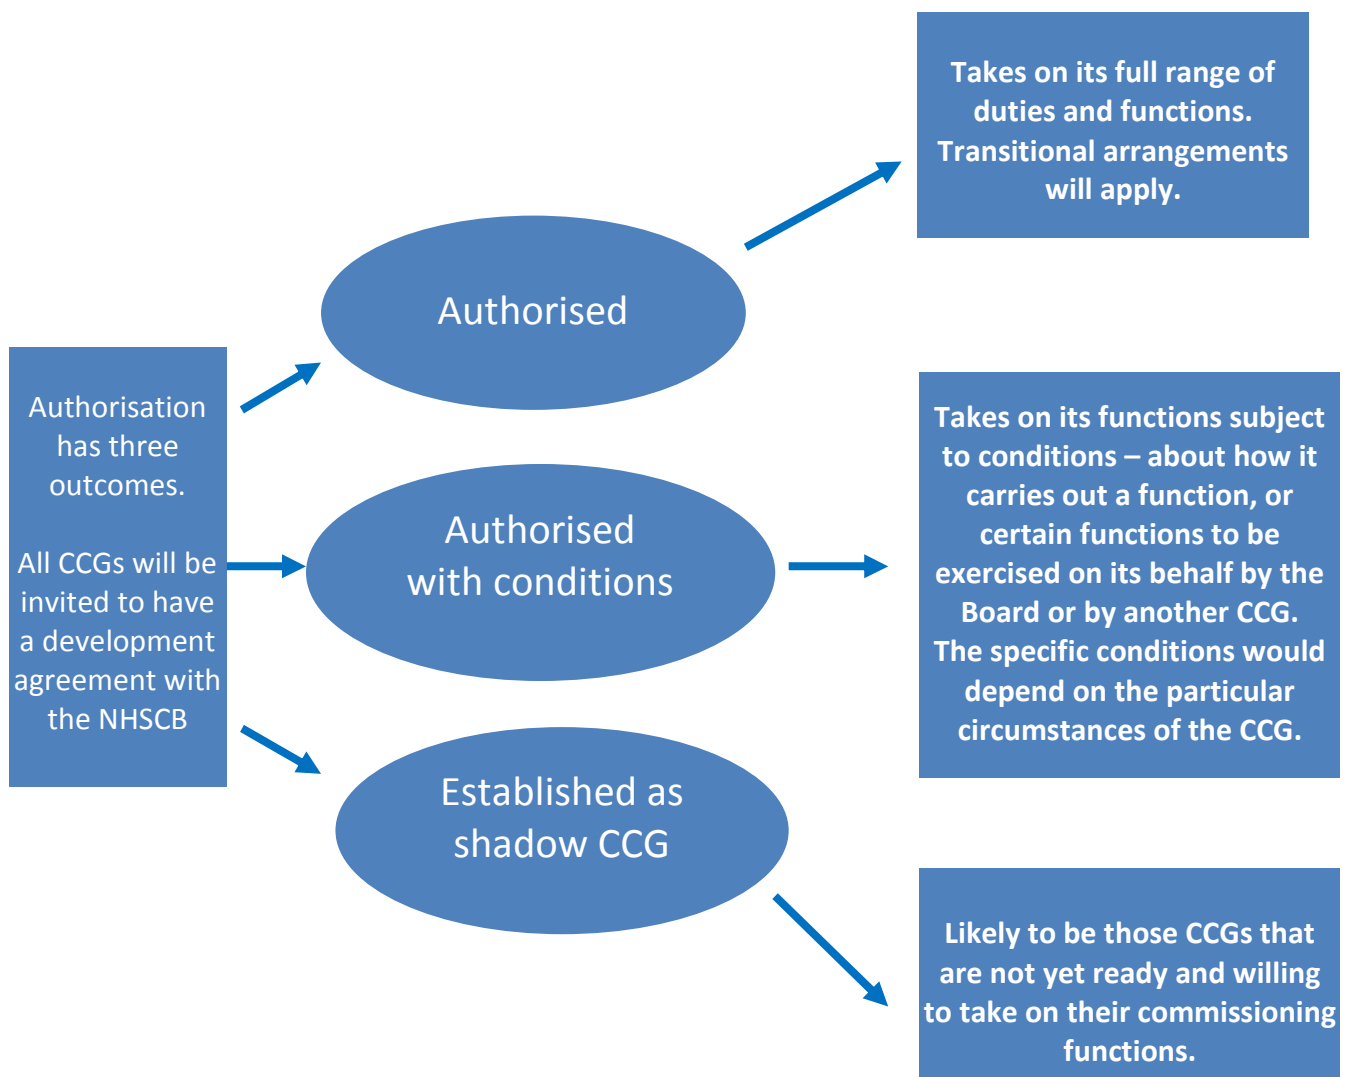 Authorisation
has three
outcomes.
All CCGs will be
invited to have
a development
agreement with
the NHSCB
Authorised
Authorised
with conditions
Established as
shadow CCG
Takes on its full range of
duties and functions.
Transitional arrangements
will apply.
Takes on its functions subject
to conditions – about how it
carries out a function, or
certain functions to be
exercised on its behalf by the
Board or by another CCG.
The specific conditions would
depend on the particular
circumstances of the CCG.
Likely to be those CCGs that
are not yet ready and willing
to take on their commissioning
functions.